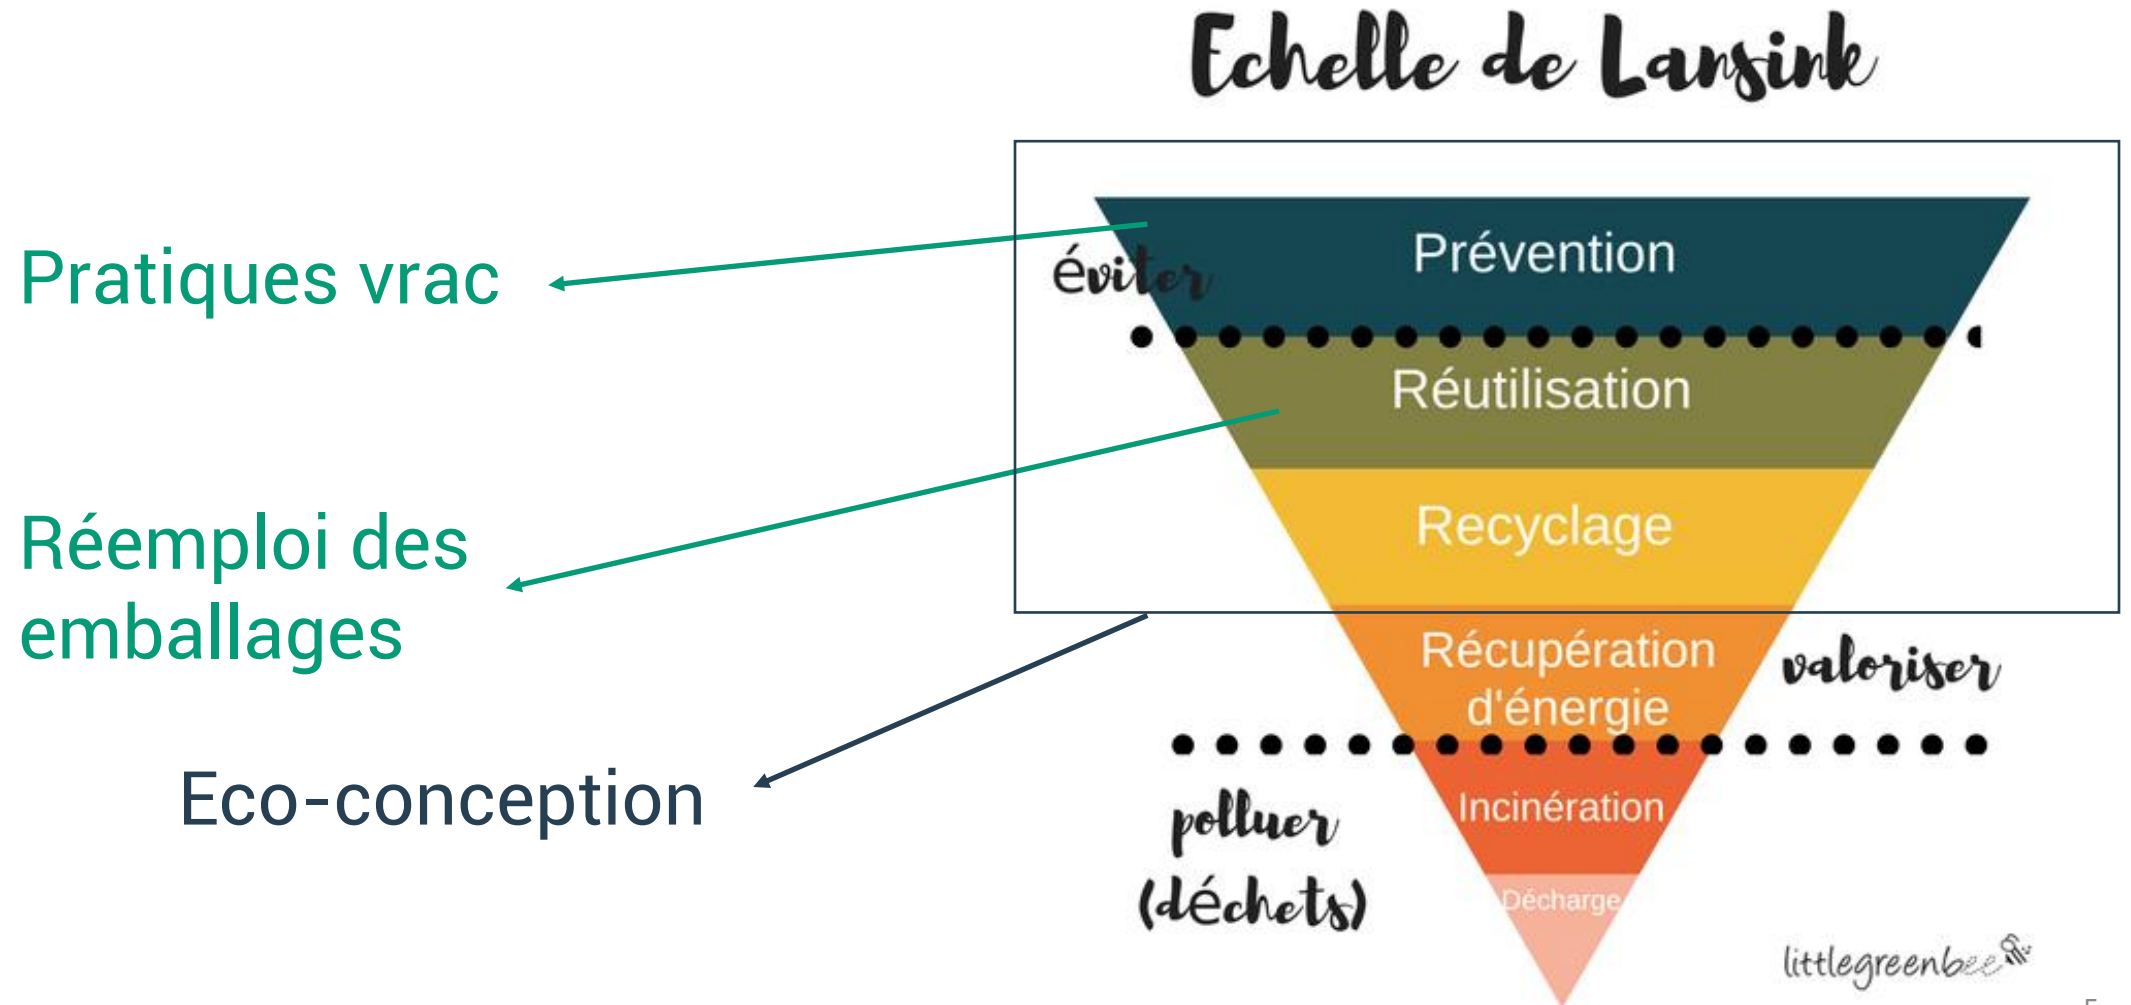 Echelle de Lansink
Pratiques vrac
éviter
Prévention
Réutilisation
Réemploi des
emballages
Recyclage
Récupération
d'énergie
valoriser
Eco-conception
polluer
(déchets)
Incinération
Décharge
littlegreenbee
5